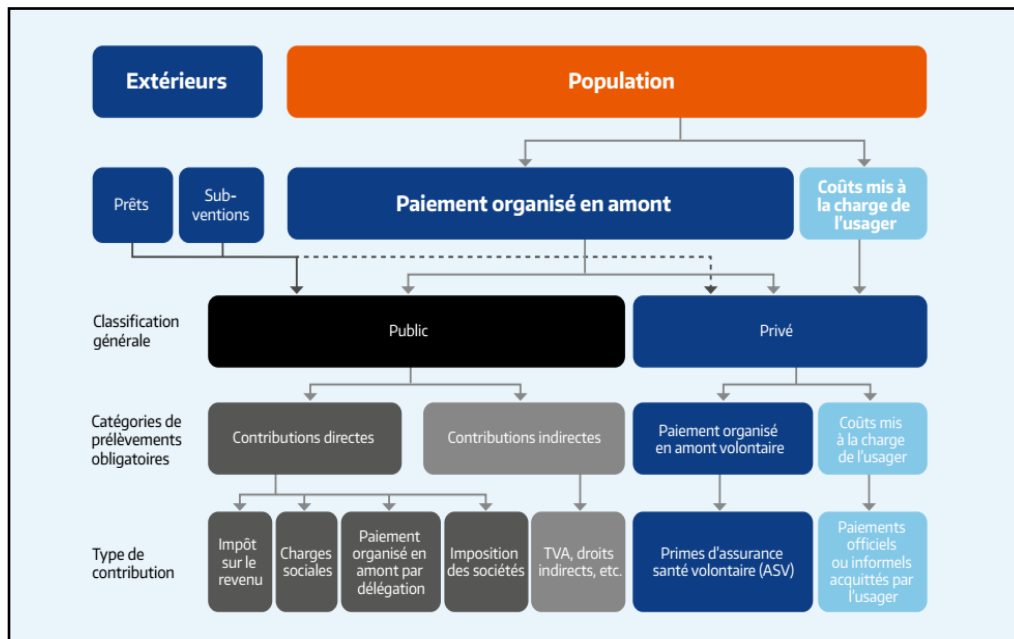 Extérieurs
Population
Prêts
Sub-
ventions
Paiement organisé en amont
Coûts mis à
la charge de
l'usager
Classification
générale
Public
Privé
Catégories de
prélèvements
obligatoires
Contributions directes
Contributions indirectes
Paiement organisé
en amont volontaire
Coûts mis
à la charge
de l'usager
Type de
contribution
Impôt
sur le
revenu
Charges
sociales
Paiement
organisé en
amont par
délégation
Imposition
des sociétés
TVA, droits
indirects, etc.
Primes d'assurance
santé volontaire (ASV)
Paiements
officiels
ou informels
acquittés par
l'usager